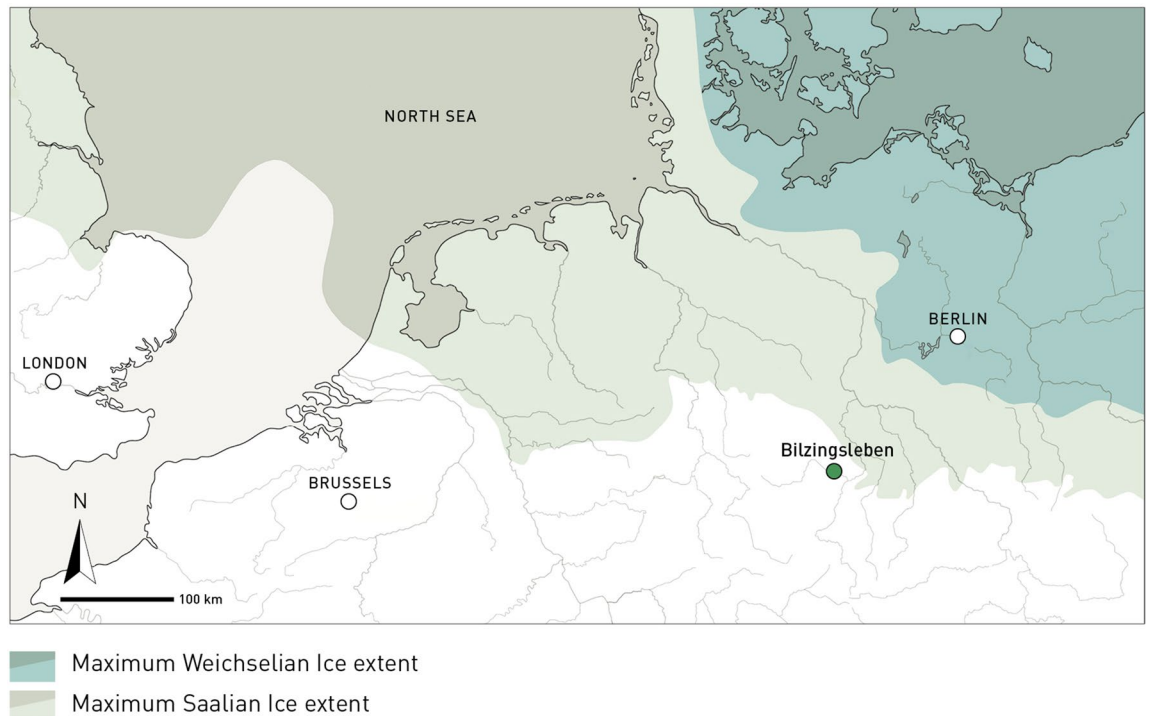 NORTH SEA
BERLIN
LONDON
Bilzingsleben
BRUSSELS
N
100 km
Maximum Weichselian Ice extent
Maximum Saalian Ice extent